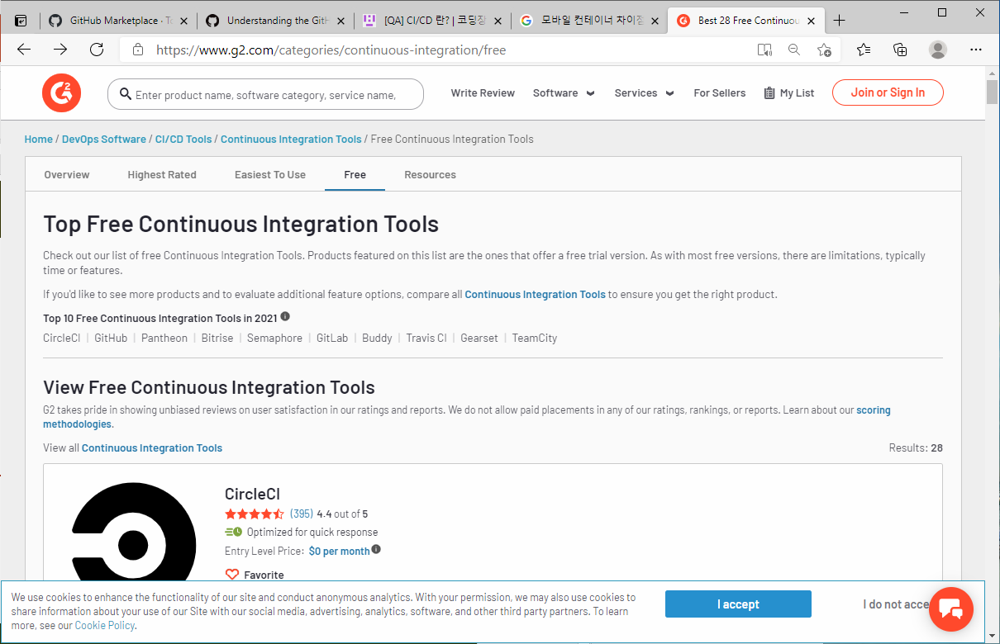 GitHub Marketplace · To
Understanding the GitH
[QA] CI/CD 란? | 코딩장
모바일 컨테이너 차이점
Best 28 Free Continuou
https://www.g2.com/categories/continuous-integration/free
G2
Enter product name, software category, service name,
Write Review
Software
Services
For Sellers
My List
Join or Sign In
Home / DevOps Software / CI/CD Tools / Continuous Integration Tools / Free Continuous Integration Tools
Overview
Highest Rated
Easiest To Use
Free
Resources
Top Free Continuous Integration Tools
Check out our list of free Continuous Integration Tools. Products featured on this list are the ones that offer a free trial version. As with most free versions, there are limitations, typically
time or features.
If you'd like to see more products and to evaluate additional feature options, compare all Continuous Integration Tools to ensure you get the right product.
Top 10 Free Continuous Integration Tools in 2021
CircleCI | GitHub | Pantheon | Bitrise | Semaphore | GitLab | Buddy | Travis CI | Gearset | TeamCity
View Free Continuous Integration Tools
G2 takes pride in showing unbiased reviews on user satisfaction in our ratings and reports. We do not allow paid placements in any of our ratings, rankings, or reports. Learn about our scoring
methodologies.
View all Continuous Integration Tools
Results: 28
CircleCI
(395) 4.4 out of 5
Optimized for quick response
Entry Level Price: $0 per month
Favorite
We use cookies to enhance the functionality of our site and conduct anonymous analytics. With your permission, we may also use cookies to
share information about your use of our Site with our social media, advertising, analytics, software, and other third party partners. To learn
more, see our Cookie Policy.
I accept
I do not acce